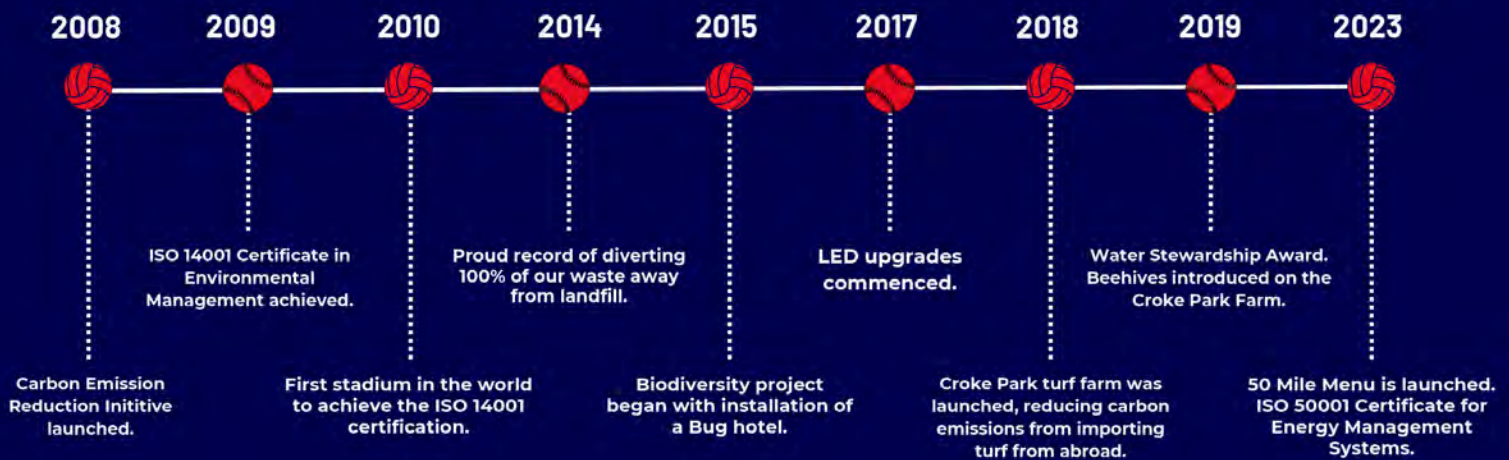 2008
2009
2010
2014
2015
2017
2018
2019
2023
ISO 14001 Certificate in
Environmental
Management achieved.
Proud record of diverting
100% of our waste away
from landfill.
LED upgrades
commenced.
Water Stewardship Award.
Beehives introduced on the
Croke Park Farm.
Carbon Emission
Reduction Inititive
launched.
First stadium in the world
to achieve the ISO 14001
certification.
Biodiversity project
began with installation of
a Bug hotel.
Croke Park turf farm was
launched, reducing carbon
emissions from importing
turf from abroad.
50 Mile Menu is launched.
ISO 50001 Certificate for
Energy Management
Systems.